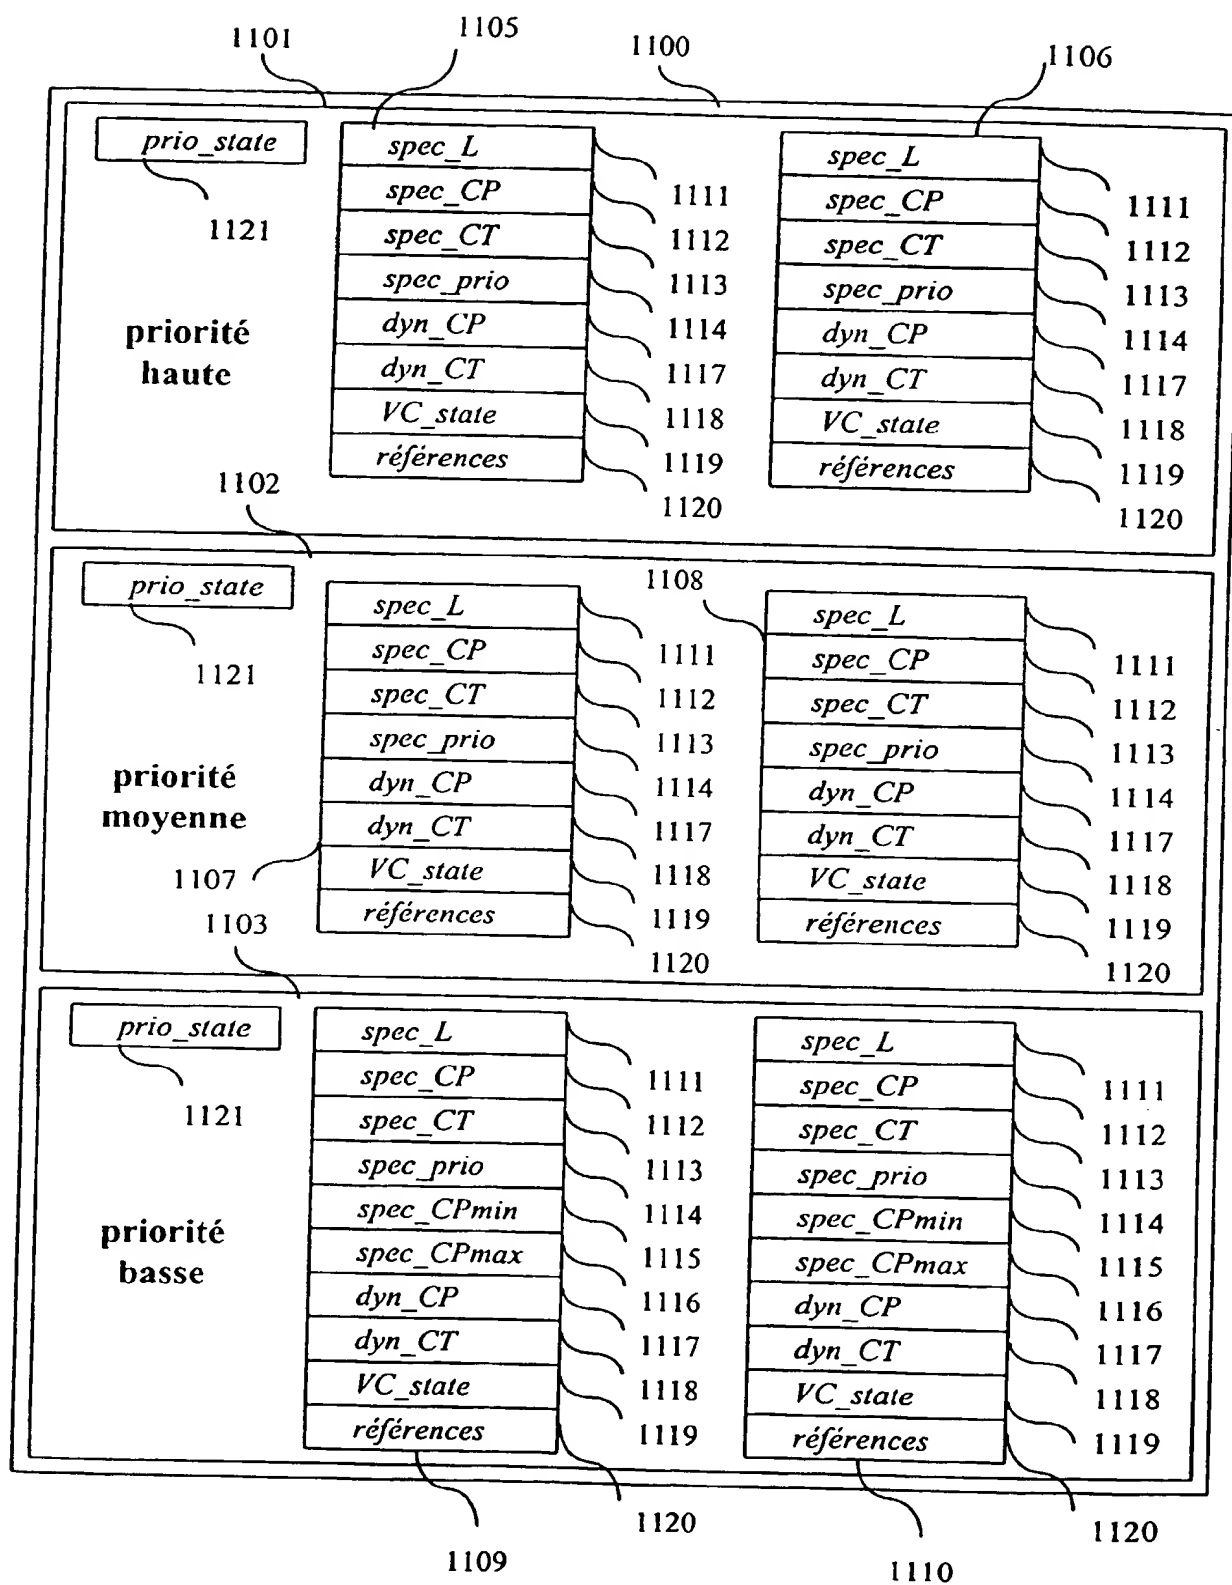 1101
1105
1100
1106
prio_state
1121
priorité
haute
spec_L
spec_CP
spec_CT
spec_prio
dyn_CP
dyn_CT
VC_state
références
1111
1112
1113
1114
1117
1118
1119
1120
spec_L
spec_CP
spec_CT
spec_prio
dyn_CP
dyn_CT
VC_state
références
1111
1112
1113
1114
1117
1118
1119
1120
1102
prio_state
1121
priorité
moyenne
1107
spec_L
spec_CP
spec_CT
spec_prio
dyn_CP
dyn_CT
VC_state
références
1111
1112
1113
1114
1117
1118
1119
1120
1108
spec_L
spec_CP
spec_CT
spec_prio
dyn_CP
dyn_CT
VC_state
références
1111
1112
1113
1114
1117
1118
1119
1120
1103
prio_state
1121
priorité
basse
spec_L
spec_CP
spec_CT
spec_prio
spec_CPmin
spec_CPmax
dyn_CP
dyn_CT
VC_state
références
1111
1112
1113
1114
1115
1116
1117
1118
1119
1120
1109
spec_L
spec_CP
spec_CT
spec_prio
spec_CPmin
spec_CPmax
dyn_CP
dyn_CT
VC_state
références
1111
1112
1113
1114
1115
1116
1117
1118
1119
1120
1110